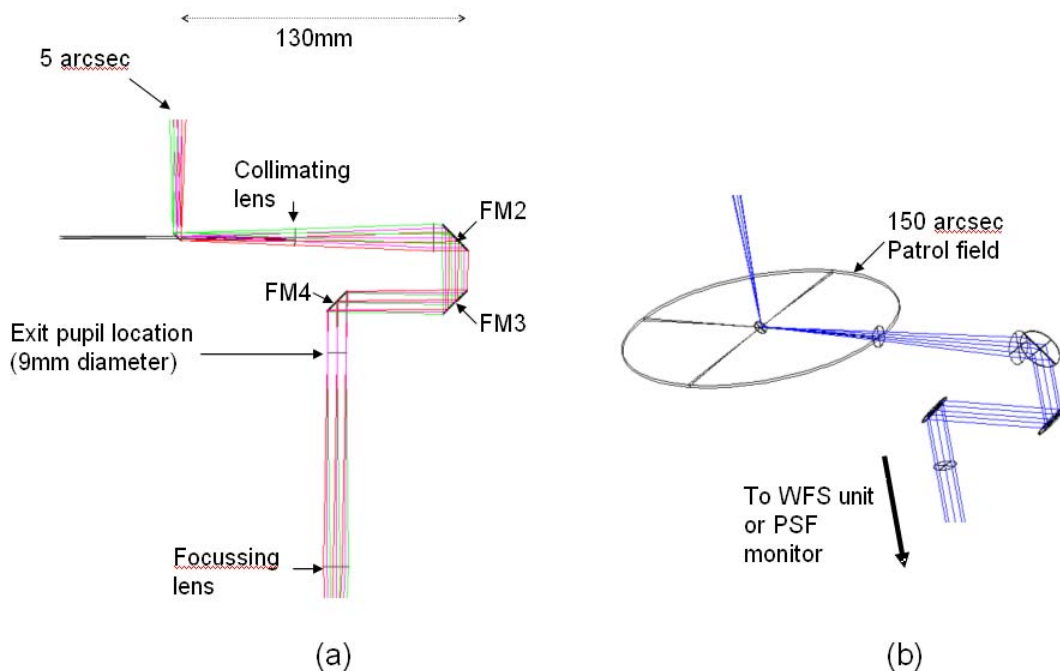 130mm
5 arcsec
Collimating
lens
FM2
FM4
FM3
Exit pupil location
(9mm diameter)
Focussing
lens
(a)
150 arcsec
Patrol field
To WFS unit
or PSF
monitor
(b)